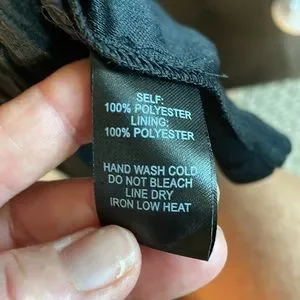 SELF:
100% POLYESTER
LINING:
100% POLYESTER
HAND WASH COLD
DO NOT BLEACH
LINE DRY
IRON LOW HEAT